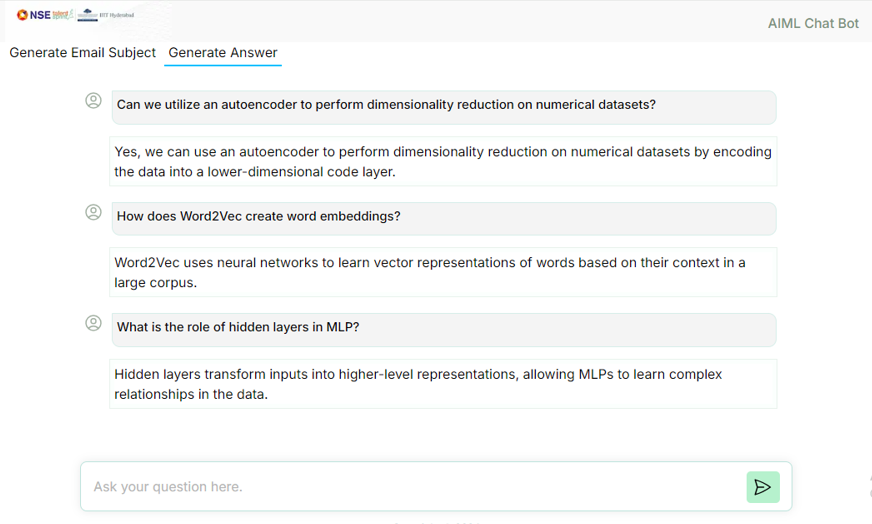 NSE talent IIIT Hyderabad
AIML Chat Bot
Generate Email Subject Generate Answer
Can we utilize an autoencoder to perform dimensionality reduction on numerical datasets?
Yes, we can use an autoencoder to perform dimensionality reduction on numerical datasets by encoding
the data into a lower-dimensional code layer.
How does Word2Vec create word embeddings?
Word2Vec uses neural networks to learn vector representations of words based on their context in a
large corpus.
What is the role of hidden layers in MLP?
Hidden layers transform inputs into higher-level representations, allowing MLPs to learn complex
relationships in the data.
Ask your question here.